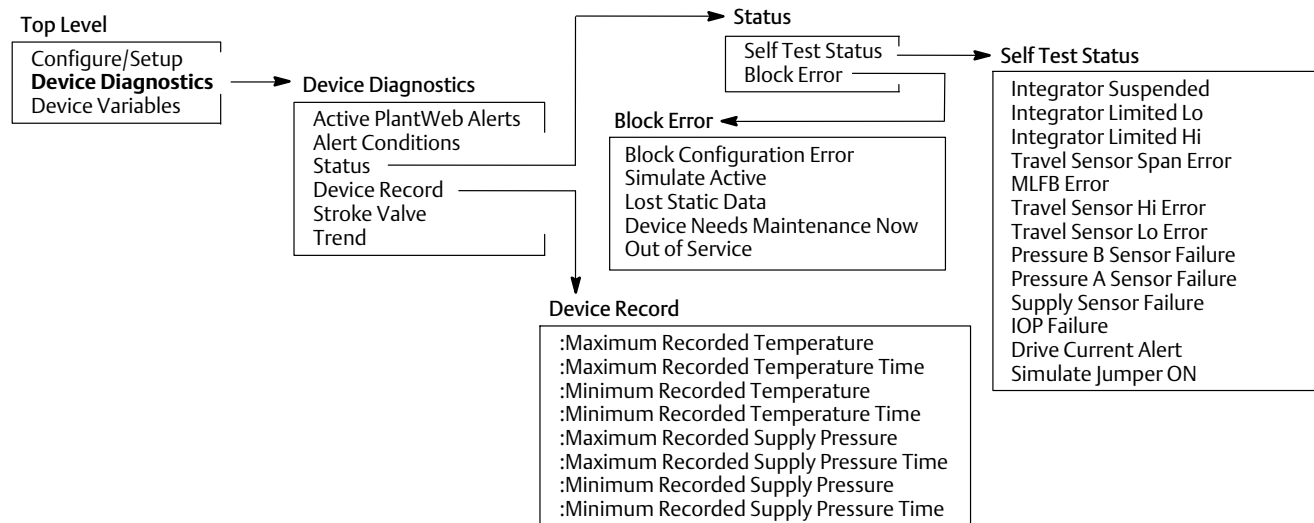 Top Level
Configure/Setup
Device Diagnostics
Device Variables
Device Diagnostics
Active PlantWeb Alerts
Alert Conditions
Status
Device Record
Stroke Valve
Trend
Status
Self Test Status
Block Error
Block Error
Block Configuration Error
Simulate Active
Lost Static Data
Device Needs Maintenance Now
Out of Service
Self Test Status
Integrator Suspended
Integrator Limited Lo
Integrator Limited Hi
Travel Sensor Span Error
MLFB Error
Travel Sensor Hi Error
Travel Sensor Lo Error
Pressure B Sensor Failure
Pressure A Sensor Failure
Supply Sensor Failure
IOP Failure
Drive Current Alert
Simulate Jumper ON
Device Record
:Maximum Recorded Temperature
:Maximum Recorded Temperature Time
:Minimum Recorded Temperature
:Minimum Recorded Temperature Time
:Maximum Recorded Supply Pressure
:Maximum Recorded Supply Pressure Time
:Minimum Recorded Supply Pressure
:Minimum Recorded Supply Pressure Time